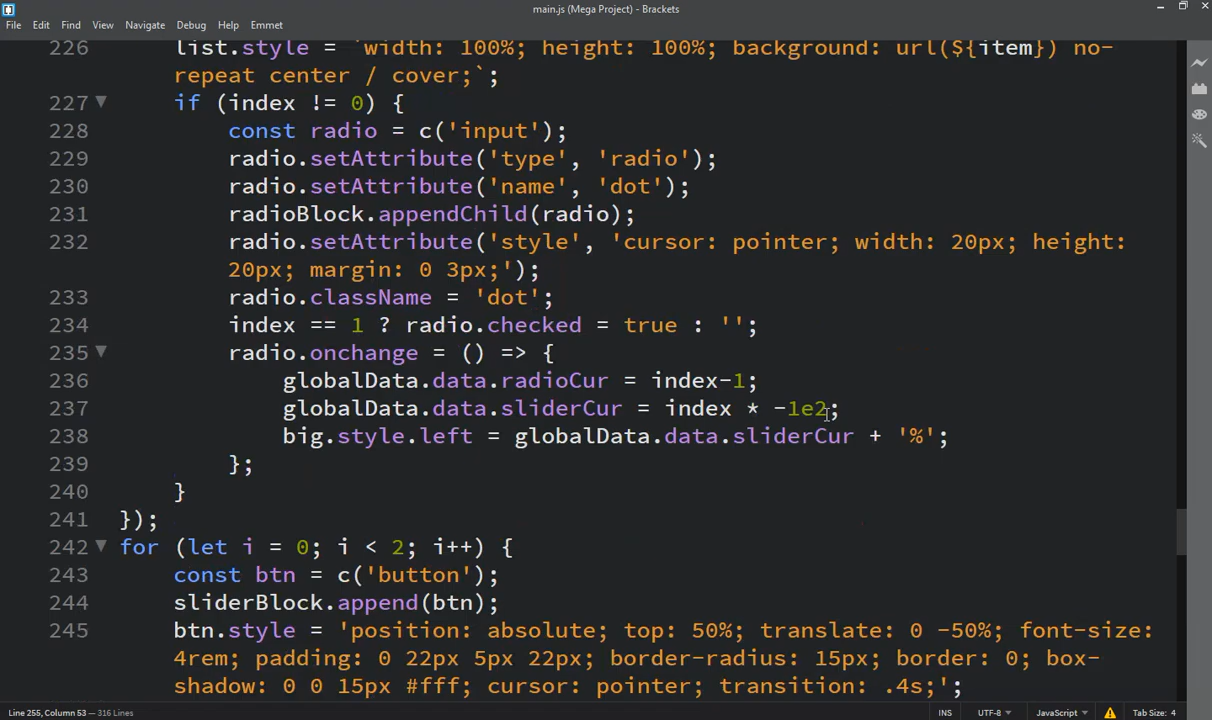 main.js (Mega Project) - Brackets
File Edit Find View Navigate Debug Help Emmet
226 list.style = `width: 100%; height: 100%; background: url(${item}) no-
repeat center / cover;`;
227 if (index != 0) {
228 const radio = c('input');
229 radio.setAttribute('type', 'radio');
230 radio.setAttribute('name', 'dot');
231 radioBlock.appendChild(radio);
232 radio.setAttribute('style', 'cursor: pointer; width: 20px; height:
20px; margin: 0 3px;');
233 radio.className = 'dot';
234 index == 1 ? radio.checked = true : '';
235 radio.onchange = () => {
236 globalData.data.radioCur = index-1;
237 globalData.data.sliderCur = index * -1e2;
238 big.style.left = globalData.data.sliderCur + '%';
239 };
240 }
241 });
242 for (let i = 0; i < 2; i++) {
243 const btn = c('button');
244 sliderBlock.append(btn);
245 btn.style = 'position: absolute; top: 50%; translate: 0 -50%; font-size:
4rem; padding: 0 22px 5px 22px; border-radius: 15px; border: 0; box-
shadow: 0 0 15px #fff; cursor: pointer; transition: .4s;';
Line 255, Column 53 — 316 Lines INS UTF-8 JavaScript Tab Size: 4